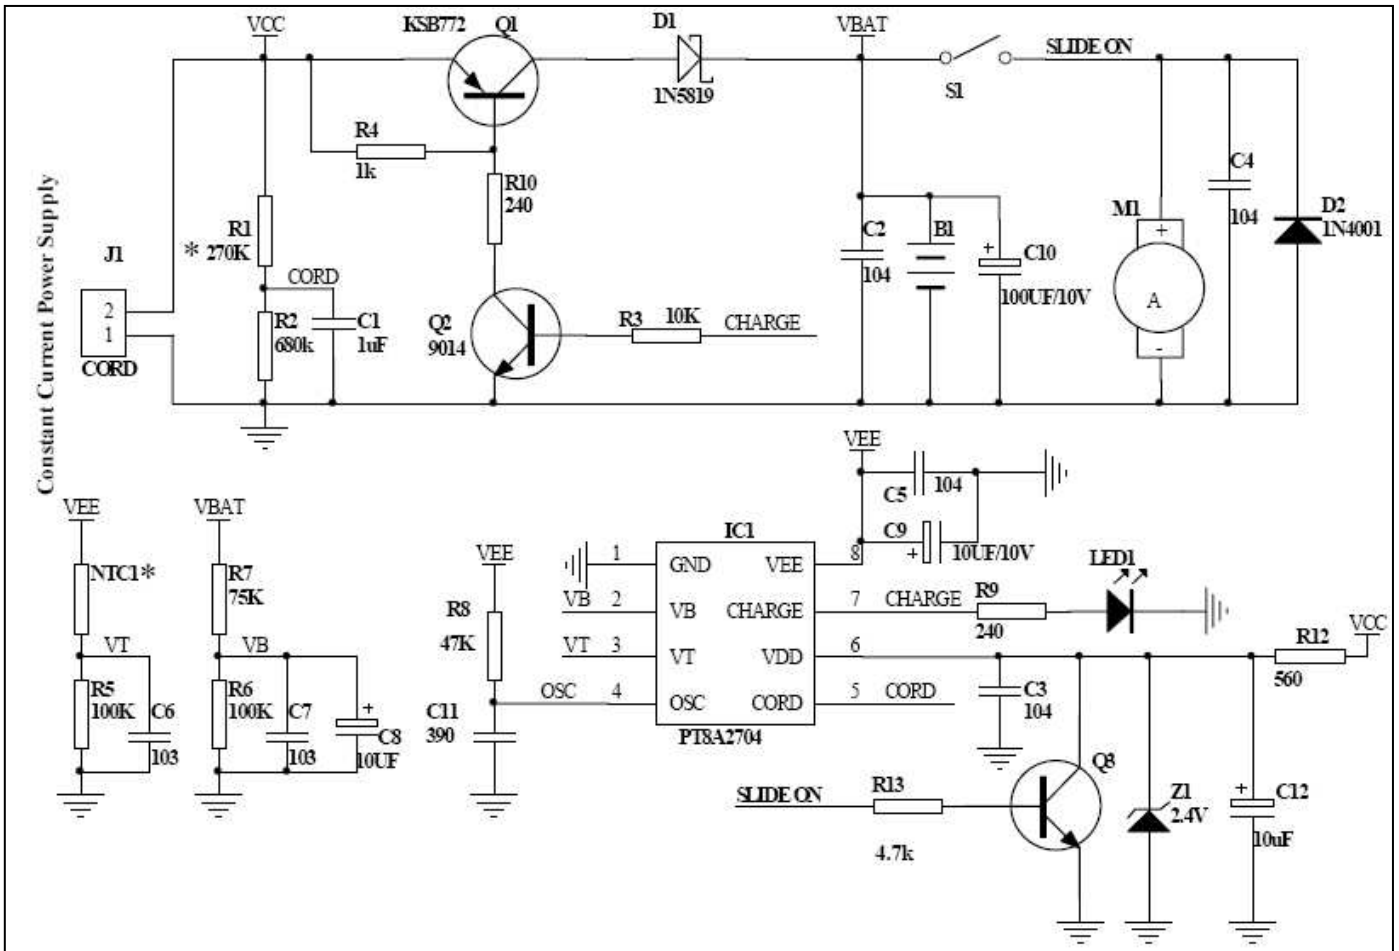 VCC
KSB772
Q1
D1
1N5819
VBAT
SLIDE ON
S1
R4
1k
R10
240
C4
104
M1
+
A
-
D2
1N4001
Constant Current Power Supply
J1
2
1
CORD
R1
* 270K
CORD
R2
680k
C1
1uF
Q2
9014
R3
10K
CHARGE
C2
104
B1
+
C10
100UF/10V
VEE
NTC1*
VT
R5
100K
C6
103
VBAT
R7
75K
VB
R6
100K
C7
103
+
C8
10UF
VEE
R8
47K
OSC
C11
390
VEE
C5
104
C9
+
10UF/10V
IC1
1
GND
VEE
8
VB
2
VB
CHARGE
7
CHARGE
VT
3
VT
VDD
6
4
OSC
CORD
5
CORD
PT8A2704
R9
240
LED1
R12
560
VCC
C3
104
SLIDE ON
R13
4.7k
Q3
Z1
2.4V
+
C12
10uF